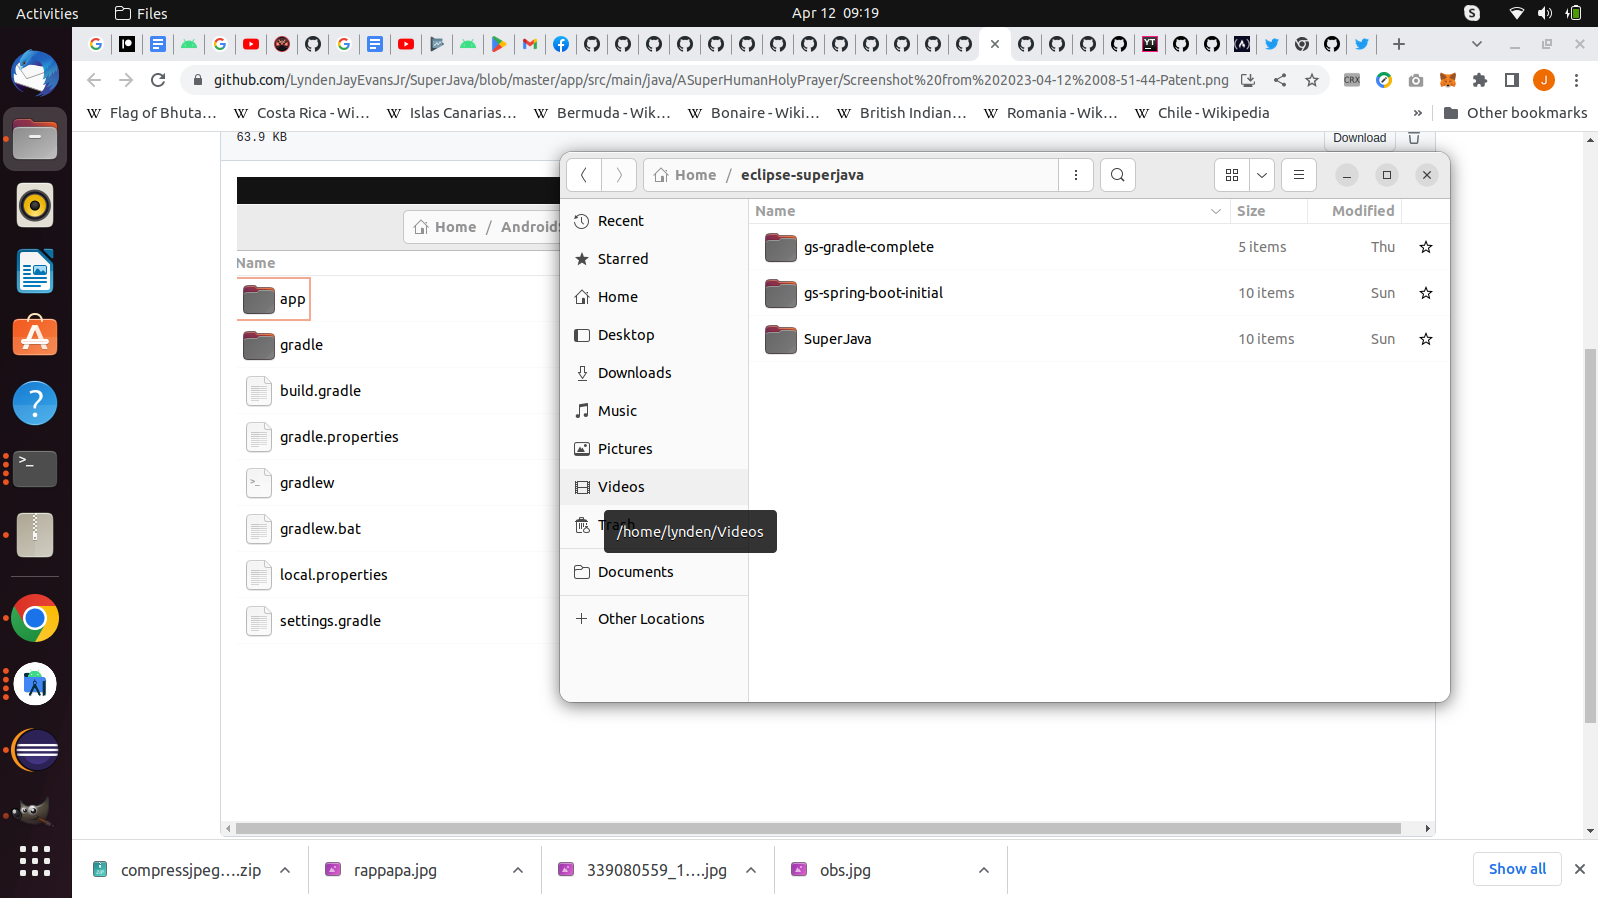 Activities
Files
Apr 12 09:19
github.com/LyndenJayEvansJr/SuperJava/blob/master/app/src/main/java/ASuperHumanHolyPrayer/Screenshot%20from%202023-04-12%2008-51-44-Patent.png
CRX
J
Flag of Bhuta…
Costa Rica - Wi…
Islas Canarias…
Bermuda - Wik…
Bonaire - Wiki…
British Indian…
Romania - Wik…
Chile - Wikipedia
»
Other bookmarks
63.9 KB
Download
Home / AndroidS
Name
app
gradle
build.gradle
gradle.properties
gradlew
gradlew.bat
local.properties
settings.gradle
Home / eclipse-superjava
Recent
Starred
Home
Desktop
Downloads
Music
Pictures
Videos
Trash
/home/lynden/Videos
Documents
Other Locations
Name Size Modified
gs-gradle-complete 5 items Thu
gs-spring-boot-initial 10 items Sun
SuperJava 10 items Sun
compressjpeg....zip
rappapa.jpg
339080559_1....jpg
obs.jpg
Show all